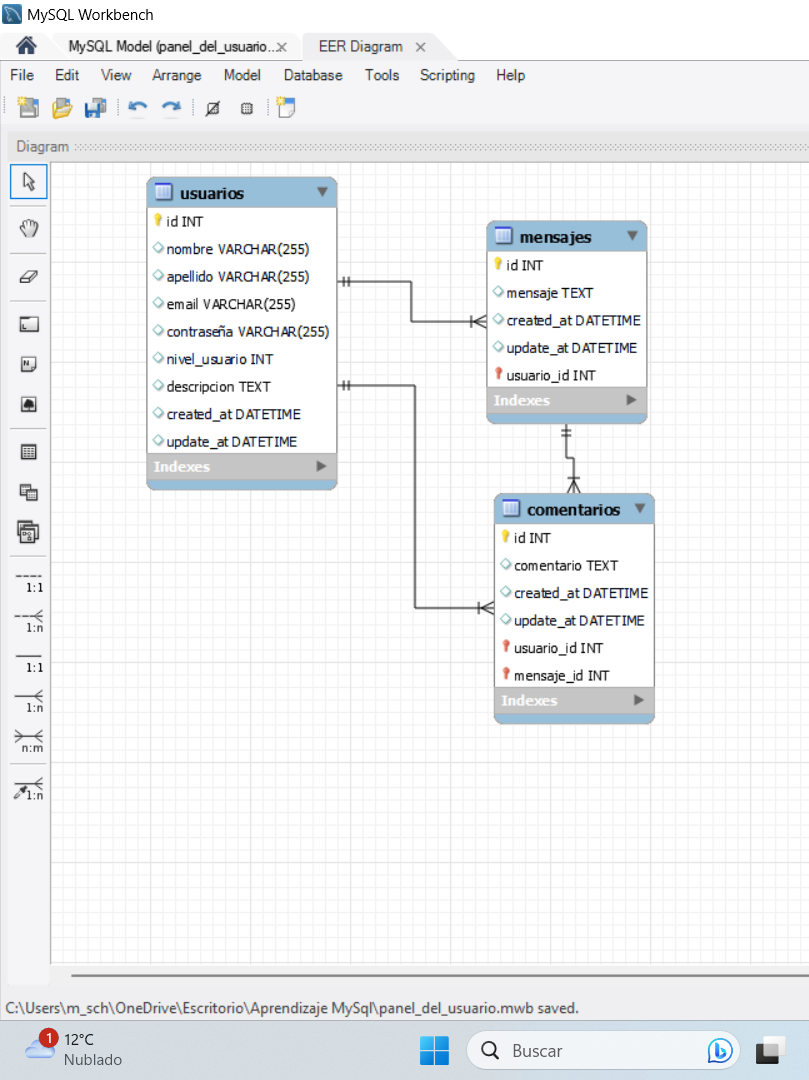 MySQL Workbench
MySQL Model (panel_del_usuario...
EER Diagram
File Edit View Arrange Model Database Tools Scripting Help
Diagram
usuarios
id INT
nombre VARCHAR(255)
apellido VARCHAR(255)
email VARCHAR(255)
contraseña VARCHAR(255)
nivel_usuario INT
descripcion TEXT
created_at DATETIME
update_at DATETIME
Indexes
mensajes
id INT
mensaje TEXT
created_at DATETIME
update_at DATETIME
usuario_id INT
Indexes
comentarios
id INT
comentario TEXT
created_at DATETIME
update_at DATETIME
usuario_id INT
mensaje_id INT
Indexes
1:1
1:n
1:1
1:n
n:m
1:n
C:\Users\m_sch\OneDrive\Escritorio\Aprendizaje MySql\panel_del_usuario.mwb saved.
1
12°C
Nublado
Buscar